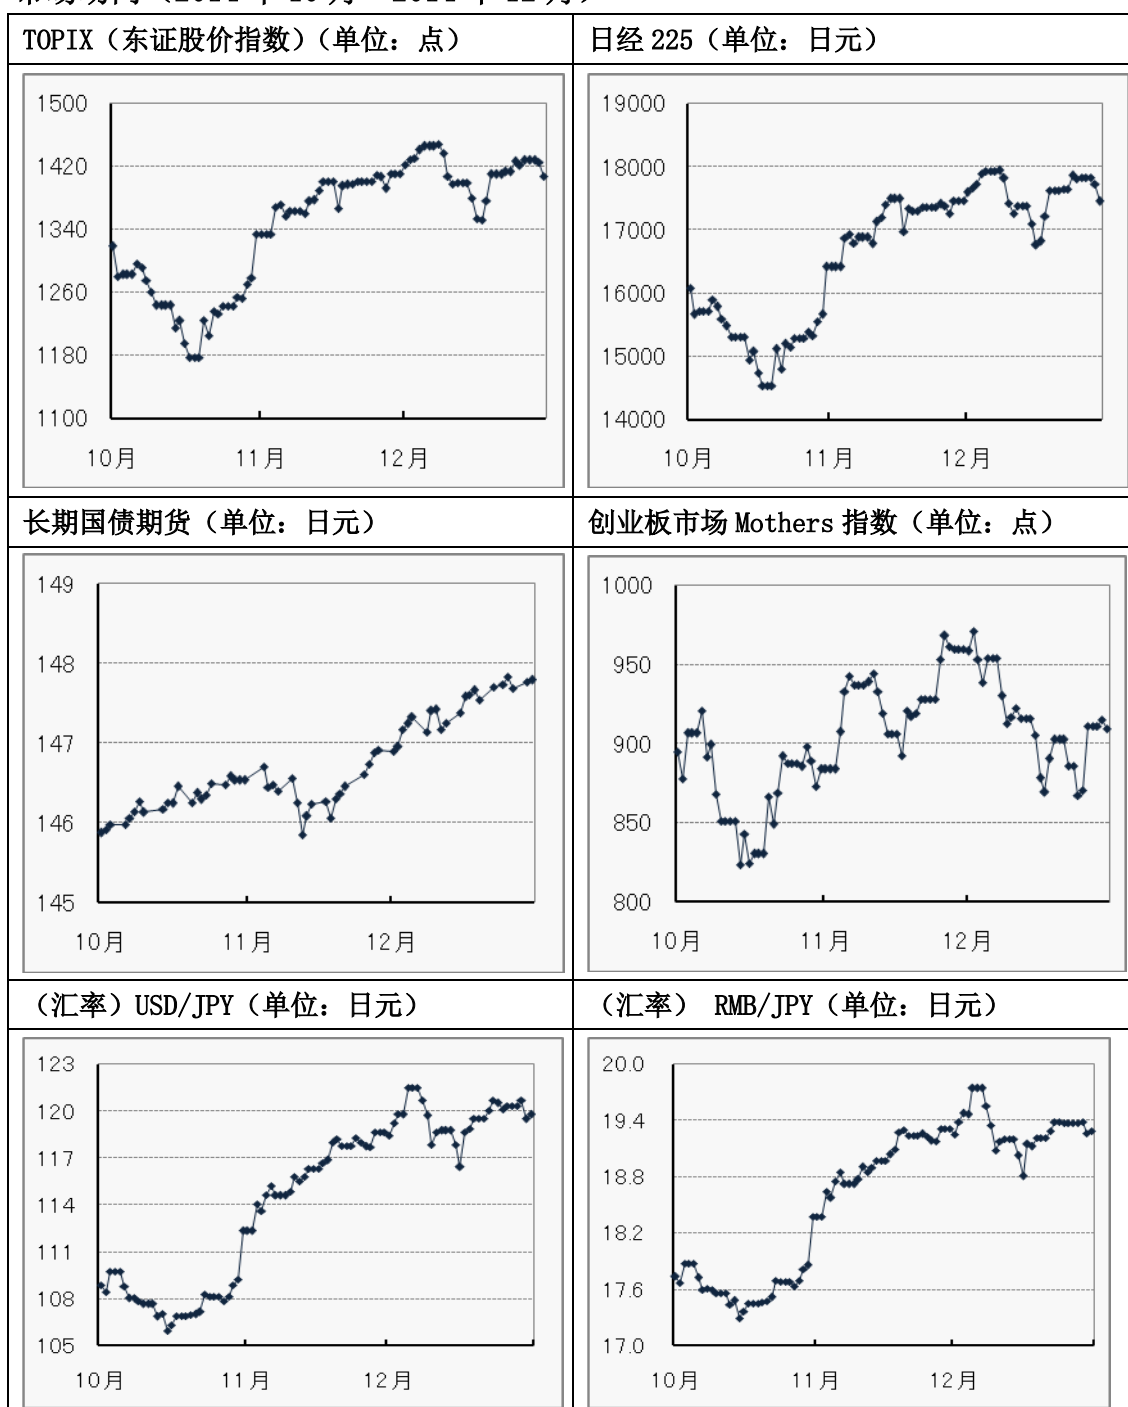 TOPIX（东证股价指数）（单位：点）
日经 225（单位：日元）
1500
1420
1340
1260
1180
1100
10月
11月
12月
19000
18000
17000
16000
15000
14000
10月
11月
12月
长期国债期货（单位：日元）
创业板市场 Mothers 指数（单位：点）
149
148
147
146
145
10月
11月
12月
1000
950
900
850
800
10月
11月
12月
（汇率）USD/JPY（单位：日元）
（汇率） RMB/JPY（单位：日元）
123
120
117
114
111
108
105
10月
11月
12月
20.0
19.4
18.8
18.2
17.6
17.0
10月
11月
12月